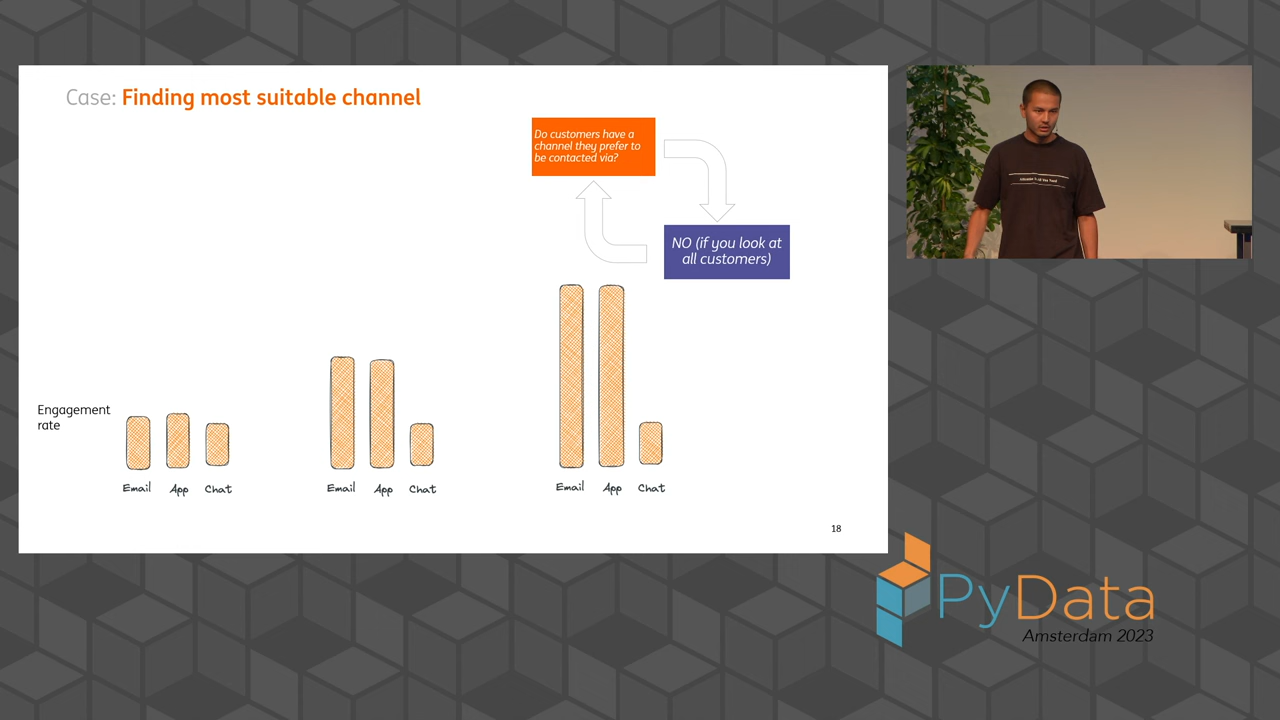 Case: Finding most suitable channel
Do customers have a
channel they prefer to
be contacted via?
NO (if you look at
all customers)
Engagement
rate
Email App Chat
Email App Chat
Email App Chat
18
PyData
Amsterdam 2023